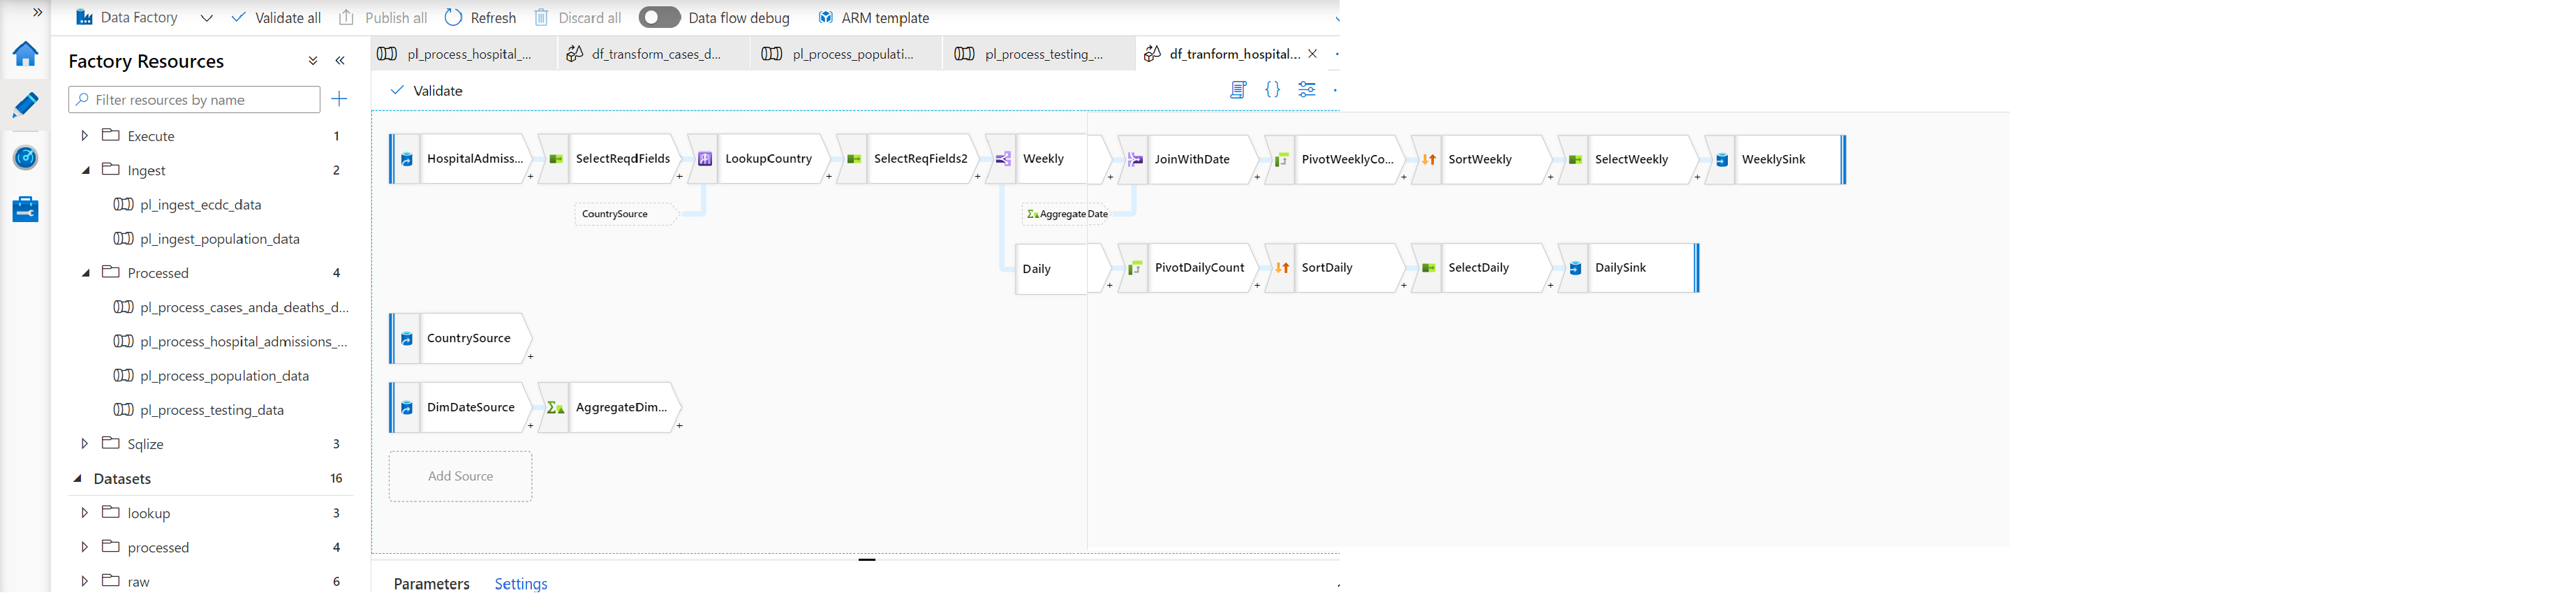 Data Factory Validate all Publish all Refresh Discard all Data flow debug ARM template
Factory Resources
Filter resources by name
Execute 1
Ingest 2
pl_ingest_ecdc_data
pl_ingest_population_data
Processed 4
pl_process_cases_anda_deaths_d...
pl_process_hospital_admissions_...
pl_process_population_data
pl_process_testing_data
Sqlize 3
Datasets 16
lookup 3
processed 4
raw 6
pl_process_hospital_... df_transform_cases_d... pl_process_populati... pl_process_testing_... df_tranform_hospital...
Validate
HospitalAdmiss... SelectReqdFields LookupCountry SelectReqFields2 Weekly JoinWithDate PivotWeeklyCo... SortWeekly SelectWeekly WeeklySink
CountrySource Aggregate Date
Daily PivotDailyCount SortDaily SelectDaily DailySink
CountrySource
DimDateSource AggregateDim...
Add Source
Parameters Settings